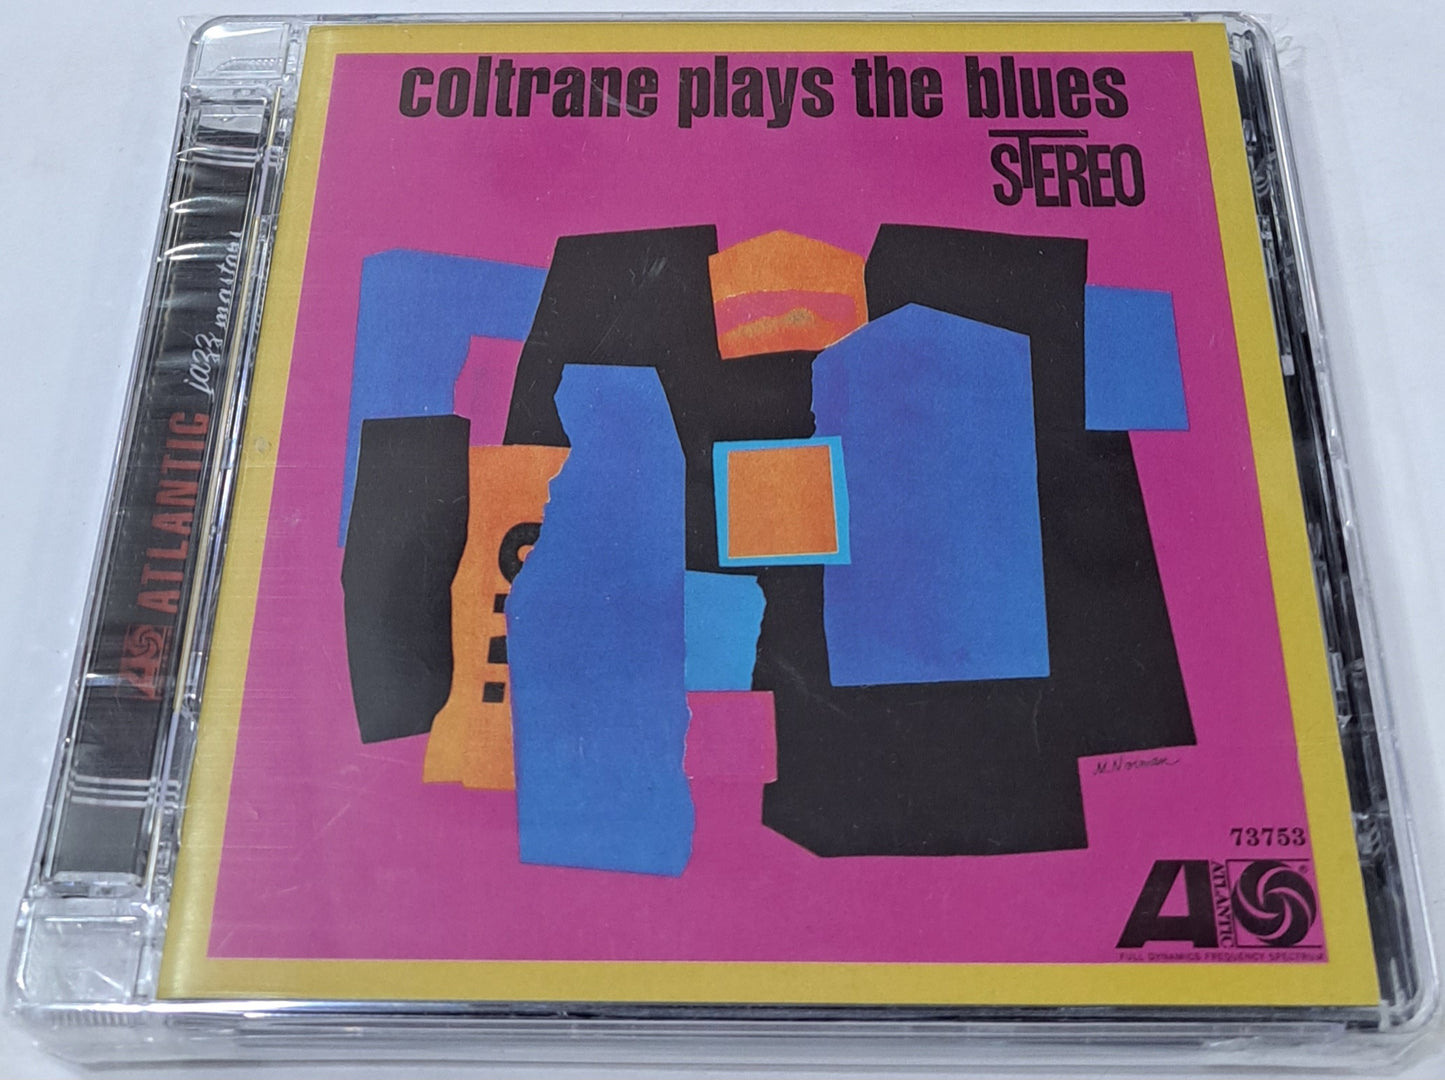 coltrane plays the blues
STEREO
ATLANTIC jazz masters
M. Norman
73753
ATLANTIC
FULL DYNAMICS FREQUENCY SPECTRUM